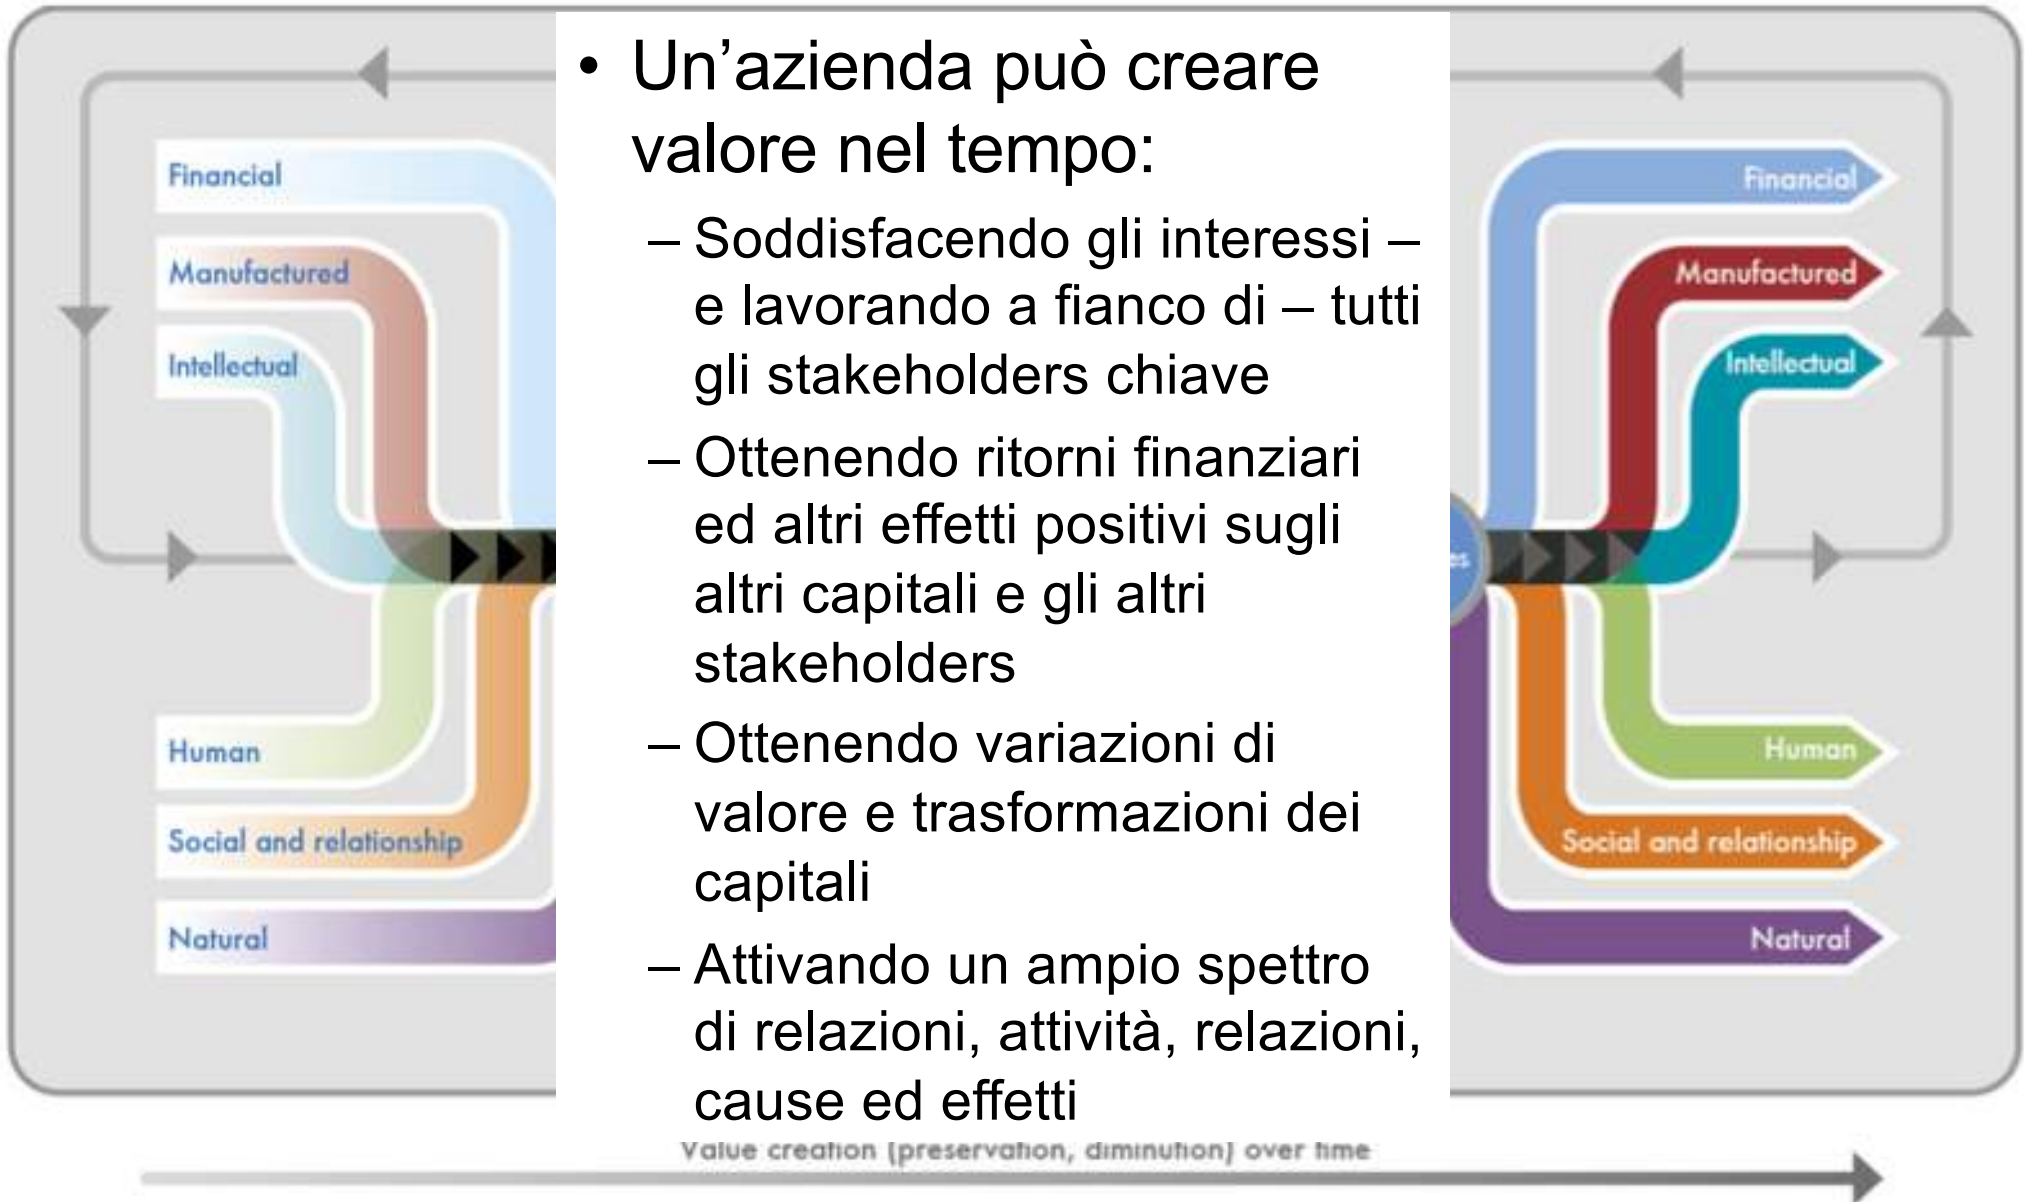 Financial
Manufactured
Intellectual
Human
Social and relationship
Natural
• Un’azienda può creare
valore nel tempo:
– Soddisfacendo gli interessi –
e lavorando a fianco di – tutti
gli stakeholders chiave
– Ottenendo ritorni finanziari
ed altri effetti positivi sugli
altri capitali e gli altri
stakeholders
– Ottenendo variazioni di
valore e trasformazioni dei
capitali
– Attivando un ampio spettro
di relazioni, attività, relazioni,
cause ed effetti
Financial
Manufactured
Intellectual
Human
Social and relationship
Natural
Value creation (preservation, diminution) over time